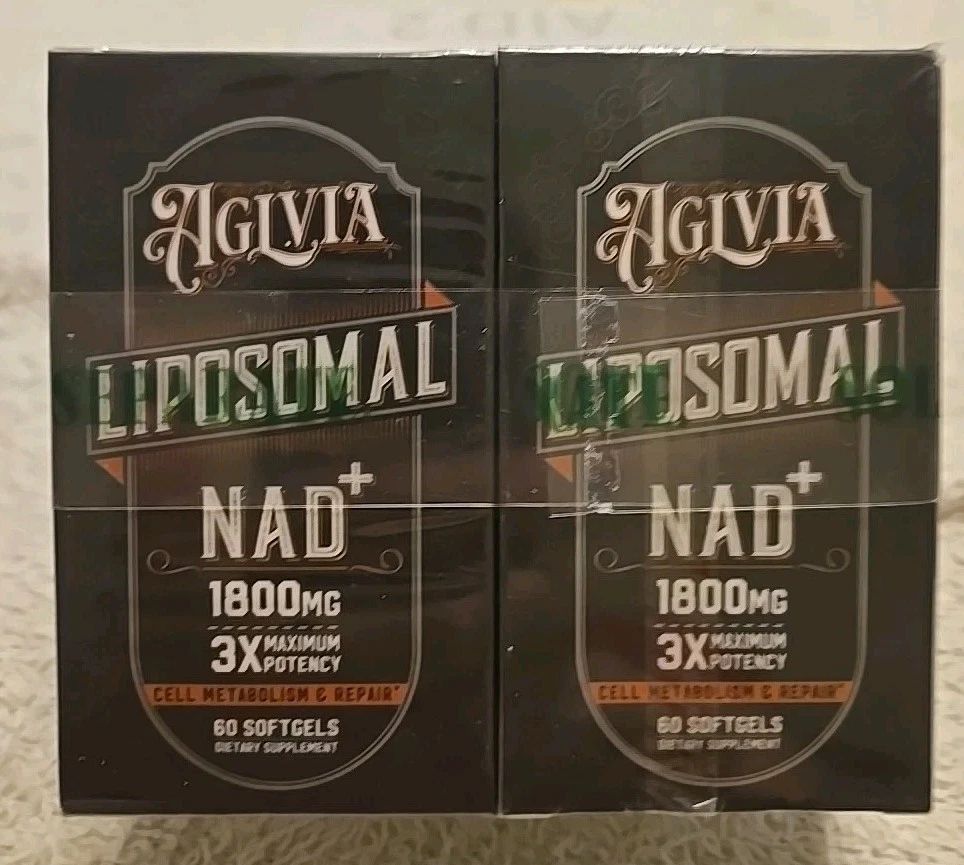 AGLVIA
LIPOSOMAL
NAD+
1800MG
3X MAXIMUM
POTENCY
CELL METABOLISM & REPAIR*
60 SOFTGELS
DIETARY SUPPLEMENT
AGLVIA
LIPOSOMAL
NAD+
1800MG
3X MAXIMUM
POTENCY
CELL METABOLISM & REPAIR*
60 SOFTGELS
DIETARY SUPPLEMENT